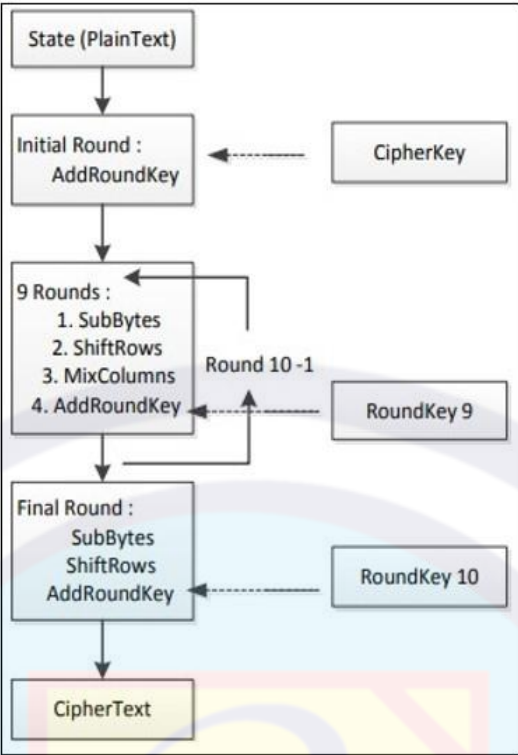 State (PlainText)
Initial Round :
AddRoundKey
CipherKey
9 Rounds :
1. SubBytes
2. ShiftRows
3. MixColumns
4. AddRoundKey
Round 10 -1
RoundKey 9
Final Round :
SubBytes
ShiftRows
AddRoundKey
RoundKey 10
CipherText